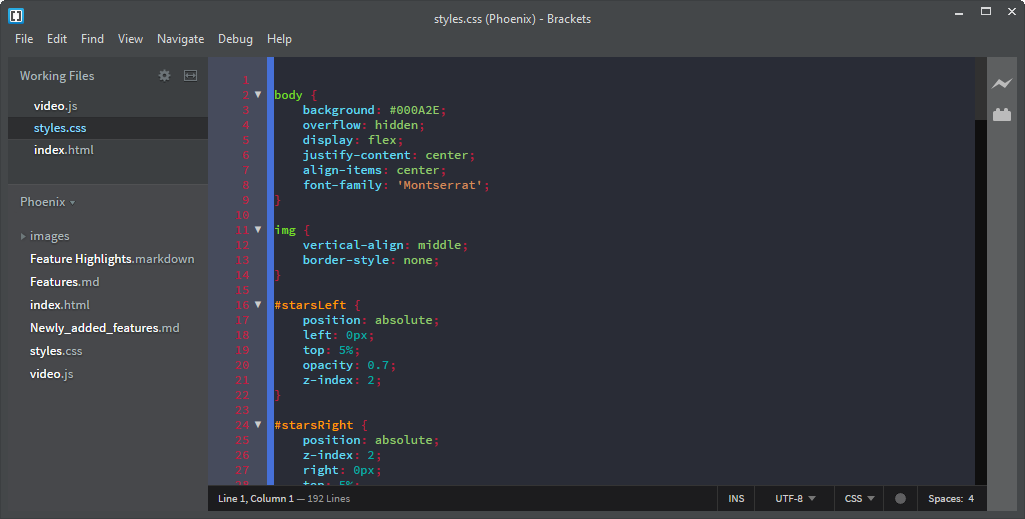 styles.css (Phoenix) - Brackets
File Edit Find View Navigate Debug Help
Working Files
video.js
styles.css
index.html
Phoenix
images
Feature Highlights.markdown
Features.md
index.html
Newly_added_features.md
styles.css
video.js
1
2 body {
3     background: #000A2E;
4     overflow: hidden;
5     display: flex;
6     justify-content: center;
7     align-items: center;
8     font-family: 'Montserrat';
9 }
10
11 img {
12     vertical-align: middle;
13     border-style: none;
14 }
15
16 #starsLeft {
17     position: absolute;
18     left: 0px;
19     top: 5%;
20     opacity: 0.7;
21     z-index: 2;
22 }
23
24 #starsRight {
25     position: absolute;
26     z-index: 2;
27     right: 0px;
28     top: 5%;
Line 1, Column 1 — 192 Lines INS UTF-8 CSS Spaces: 4